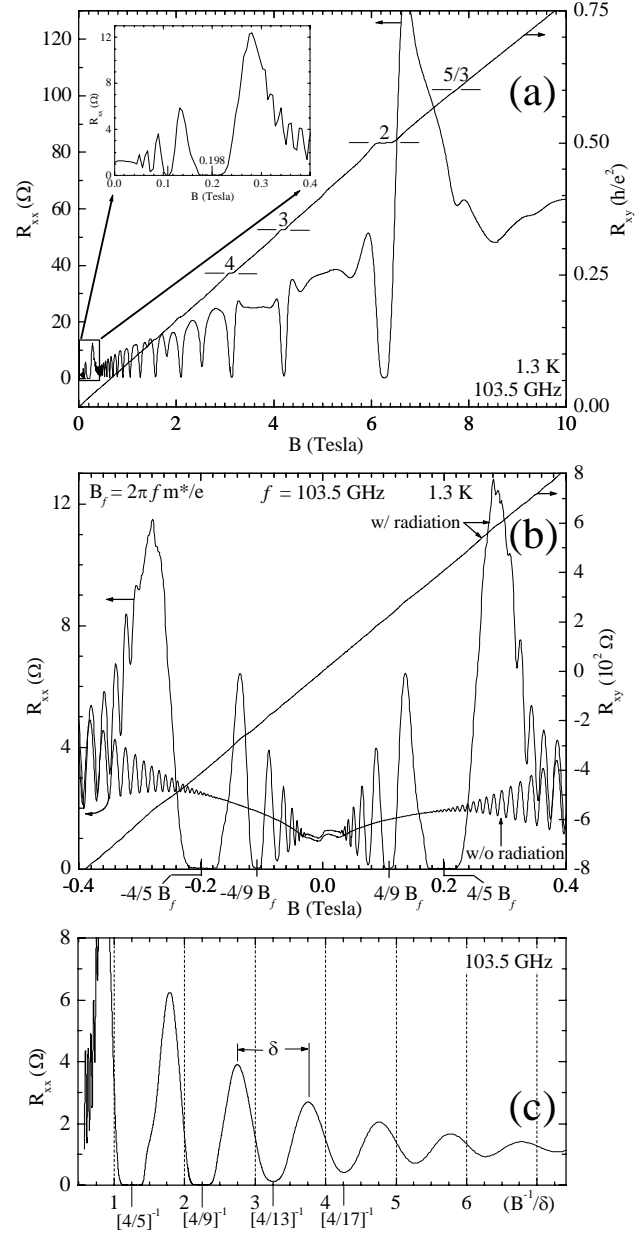 (a)
R_xx (Ω)
0
20
40
60
80
100
120
0
2
4
6
8
10
B (Tesla)
0.00
0.25
0.50
0.75
R_xy (h/e²)
5/3
2
3
4
1.3 K
103.5 GHz
R_xx (Ω)
0
4
8
12
0.198
0.0
0.1
0.2
0.3
0.4
B (Tesla)
B_f = 2π f m*/e
f = 103.5 GHz
1.3 K
(b)
w/ radiation
w/o radiation
R_xx (Ω)
0
4
8
12
-0.4
-0.2
0.0
0.2
0.4
-4/5 B_f
-4/9 B_f
B (Tesla)
4/9 B_f
4/5 B_f
R_xy (10² Ω)
8
6
4
2
0
-2
-4
-6
-8
103.5 GHz
(c)
δ
R_xx (Ω)
0
2
4
6
8
1
2
3
4
5
6
(B⁻¹/δ)
[4/5]⁻¹
[4/9]⁻¹
[4/13]⁻¹
[4/17]⁻¹